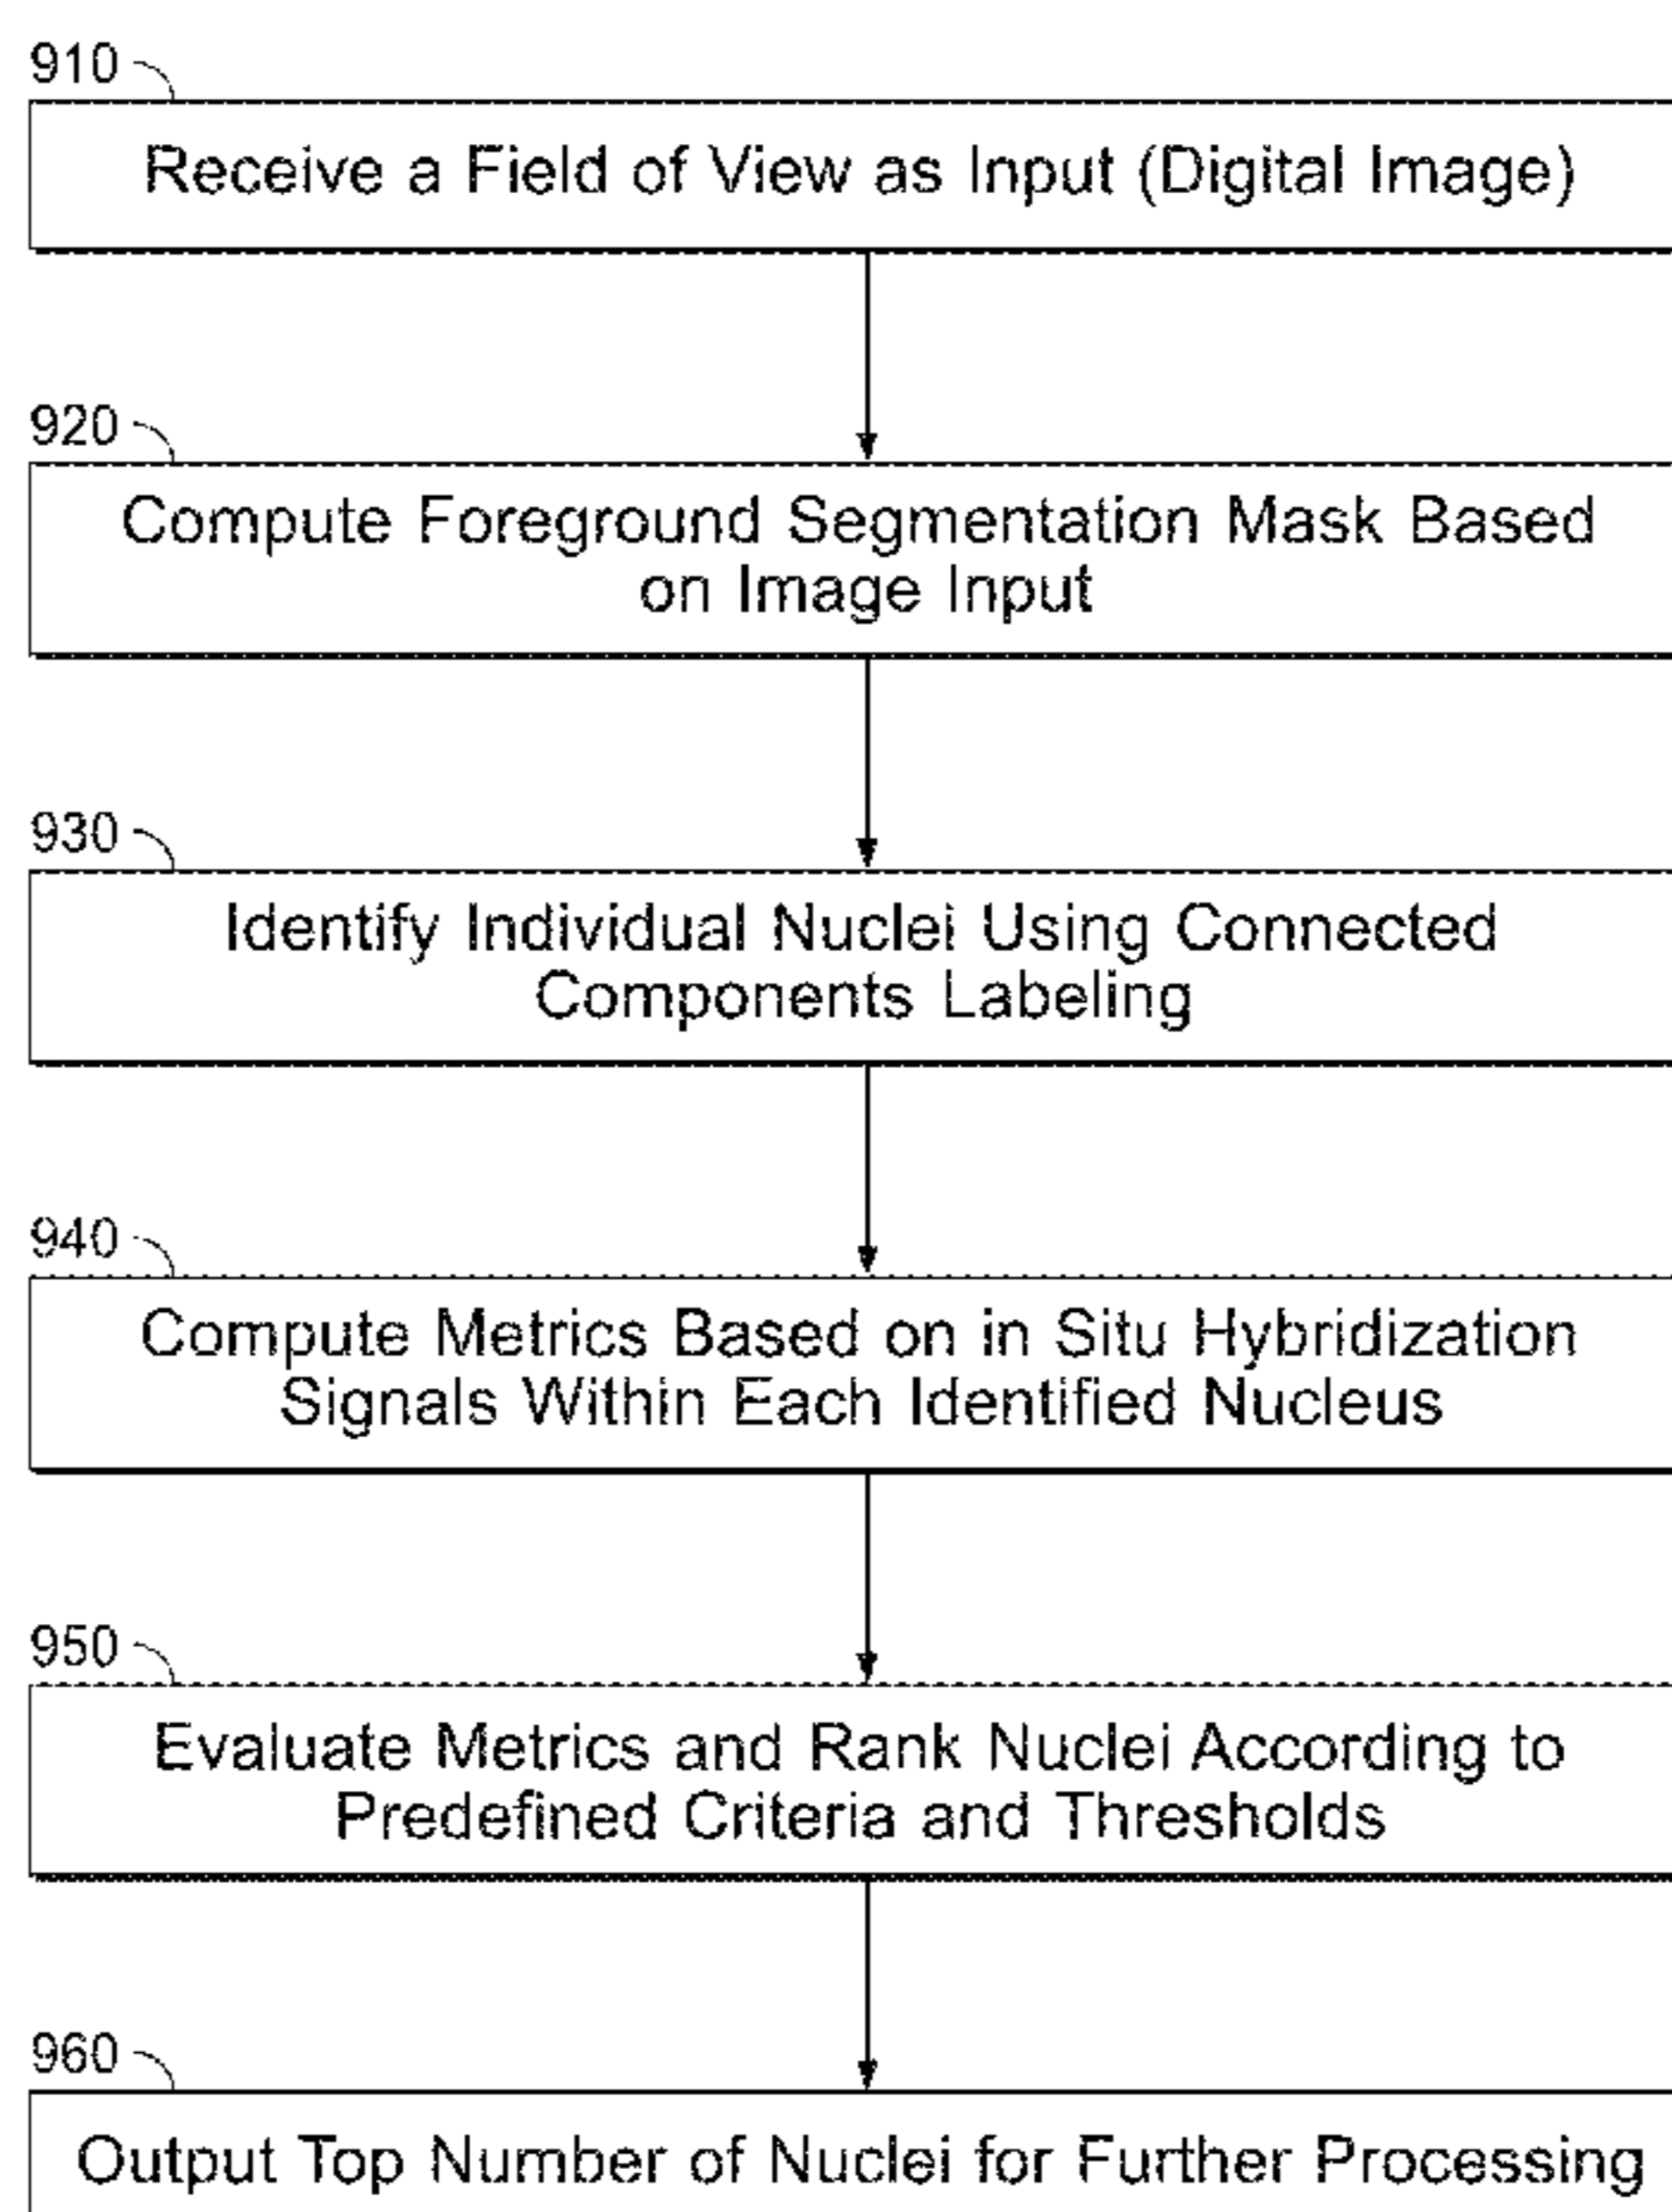 910
Receive a Field of View as Input (Digital Image)
920
Compute Foreground Segmentation Mask Based
on Image Input
930
Identify Individual Nuclei Using Connected
Components Labeling
940
Compute Metrics Based on in Situ Hybridization
Signals Within Each Identified Nucleus
950
Evaluate Metrics and Rank Nuclei According to
Predefined Criteria and Thresholds
960
Output Top Number of Nuclei for Further Processing